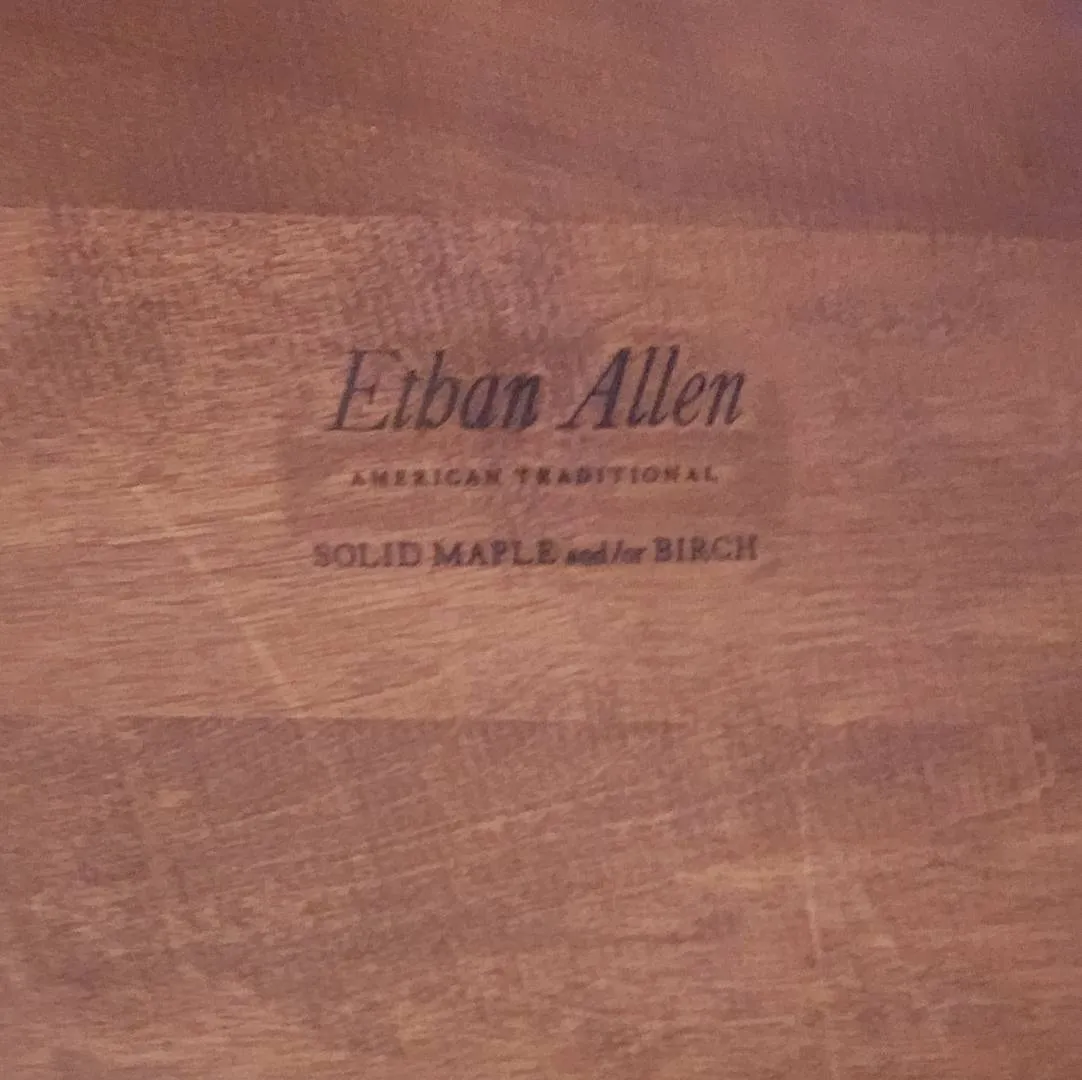 Ethan Allen
AMERICAN TRADITIONAL
SOLID MAPLE and/or BIRCH